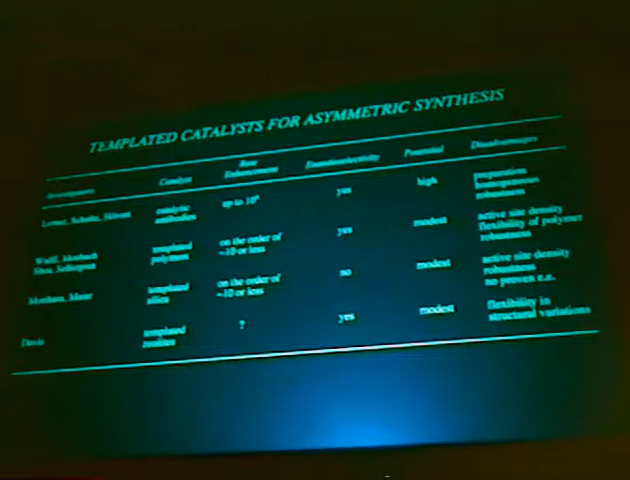 TEMPLATED CATALYSTS FOR ASYMMETRIC SYNTHESIS
Investigators Catalyst Rate Enhancement Enantioselectivity Potential Disadvantages
Lerner, Schultz, Hilvert catalytic antibodies up to 10 yes high preparation homogeneous robustness
Wulff, Mosbach Shea, Sellergren templated polymers on the order of ~10 or less yes modest active site density flexibility of polymer robustness
Morihara, Maier templated silica on the order of ~10 or less no modest active site density robustness no proven e.e.
Davis templated zeolites ? yes modest flexibility in structural variations